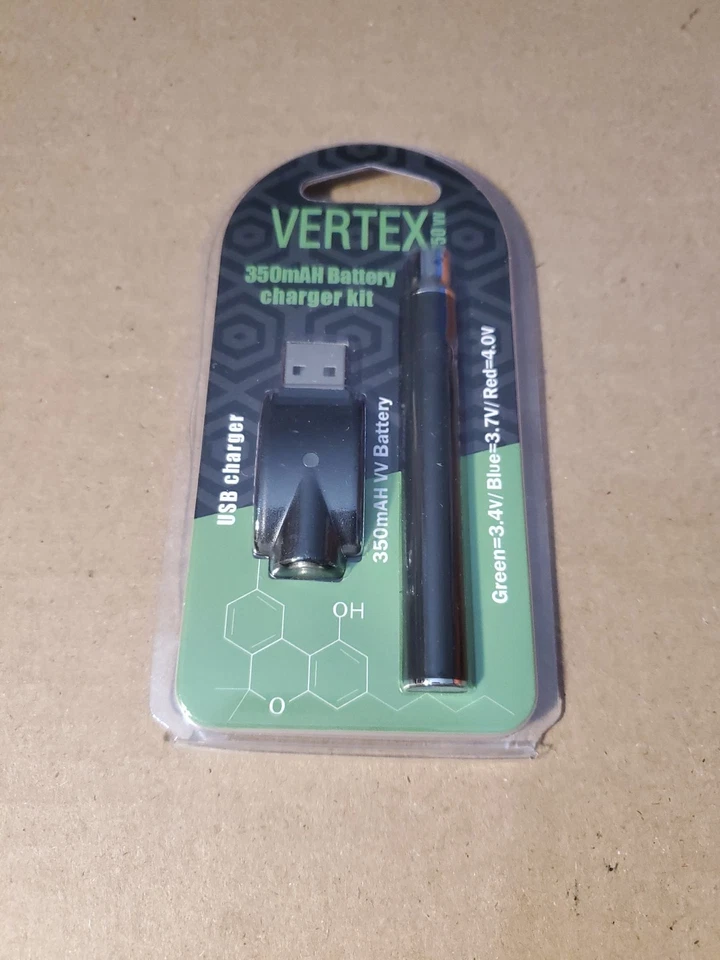 VERTEX
350mAH Battery
charger kit
USB charger
350mAH VV Battery
Green=3.4V/ Blue=3.7V/ Red=4.0V
OH
O